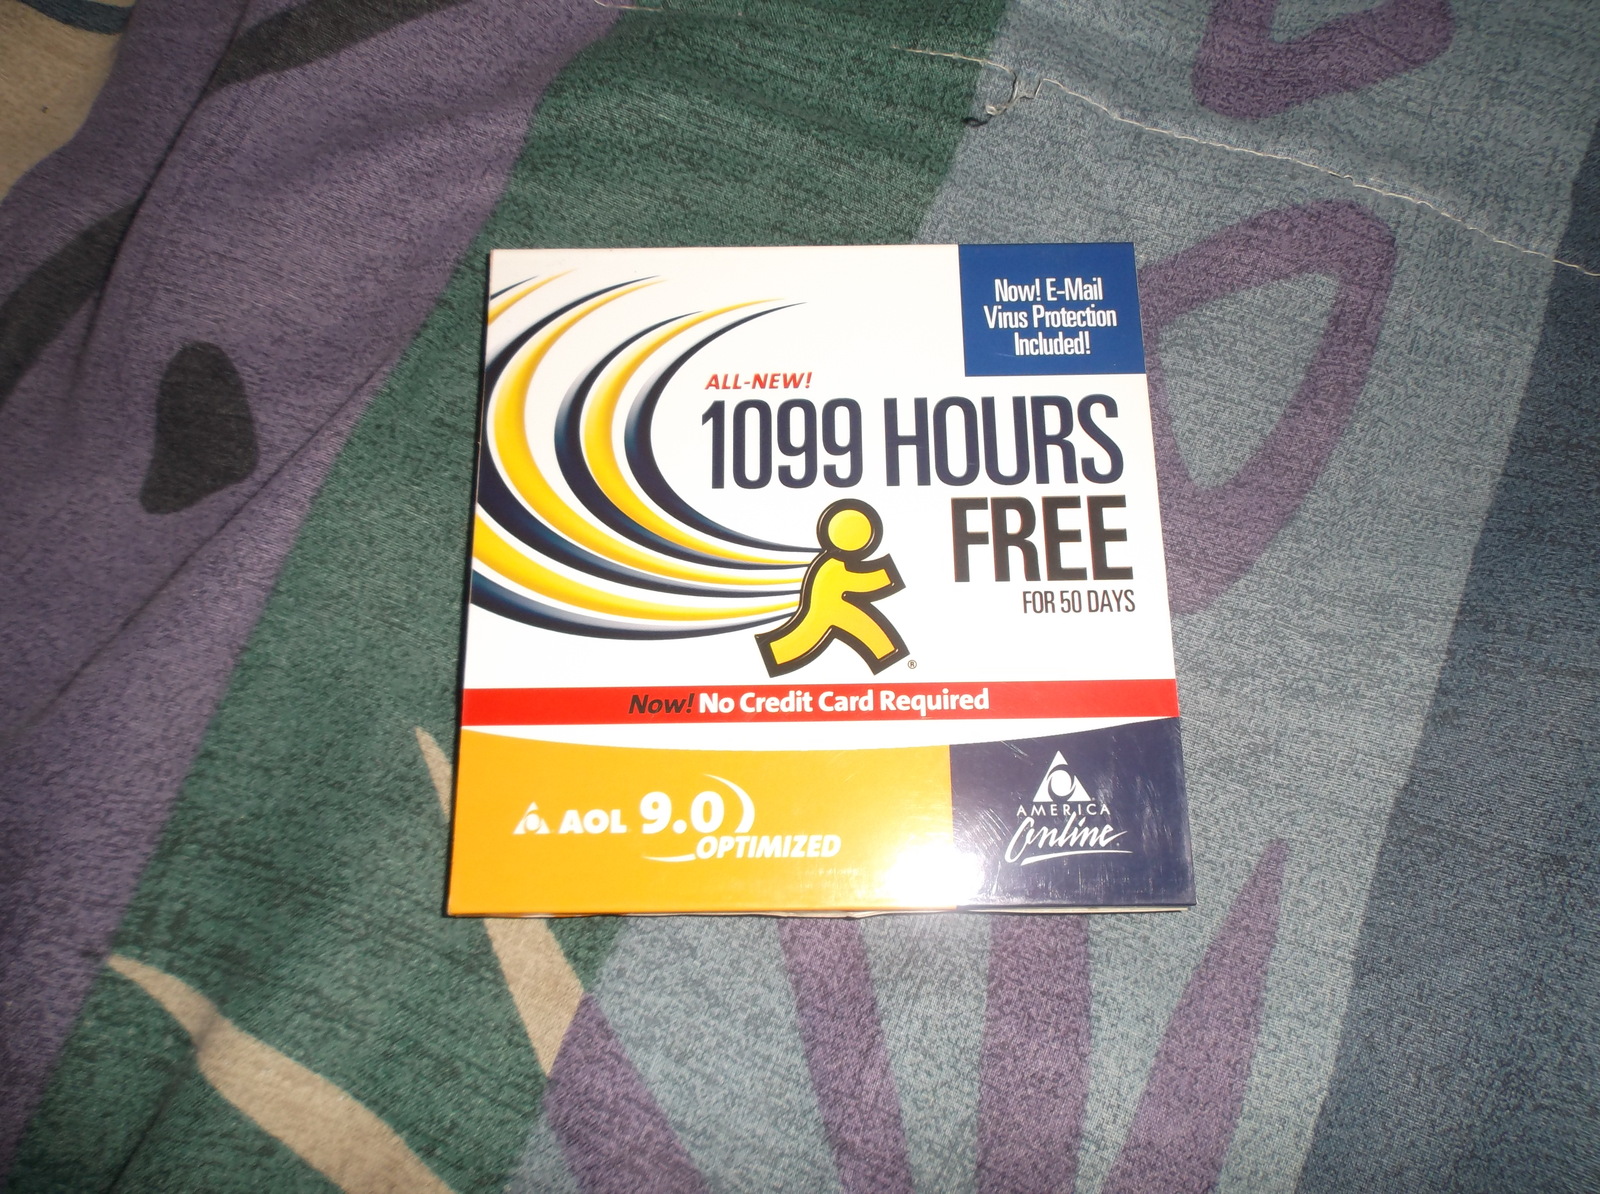 Now! E-Mail
Virus Protection
Included!
ALL-NEW!
1099 HOURS
FREE
FOR 50 DAYS
®
Now! No Credit Card Required
AOL 9.0
OPTIMIZED
AMERICA
Online